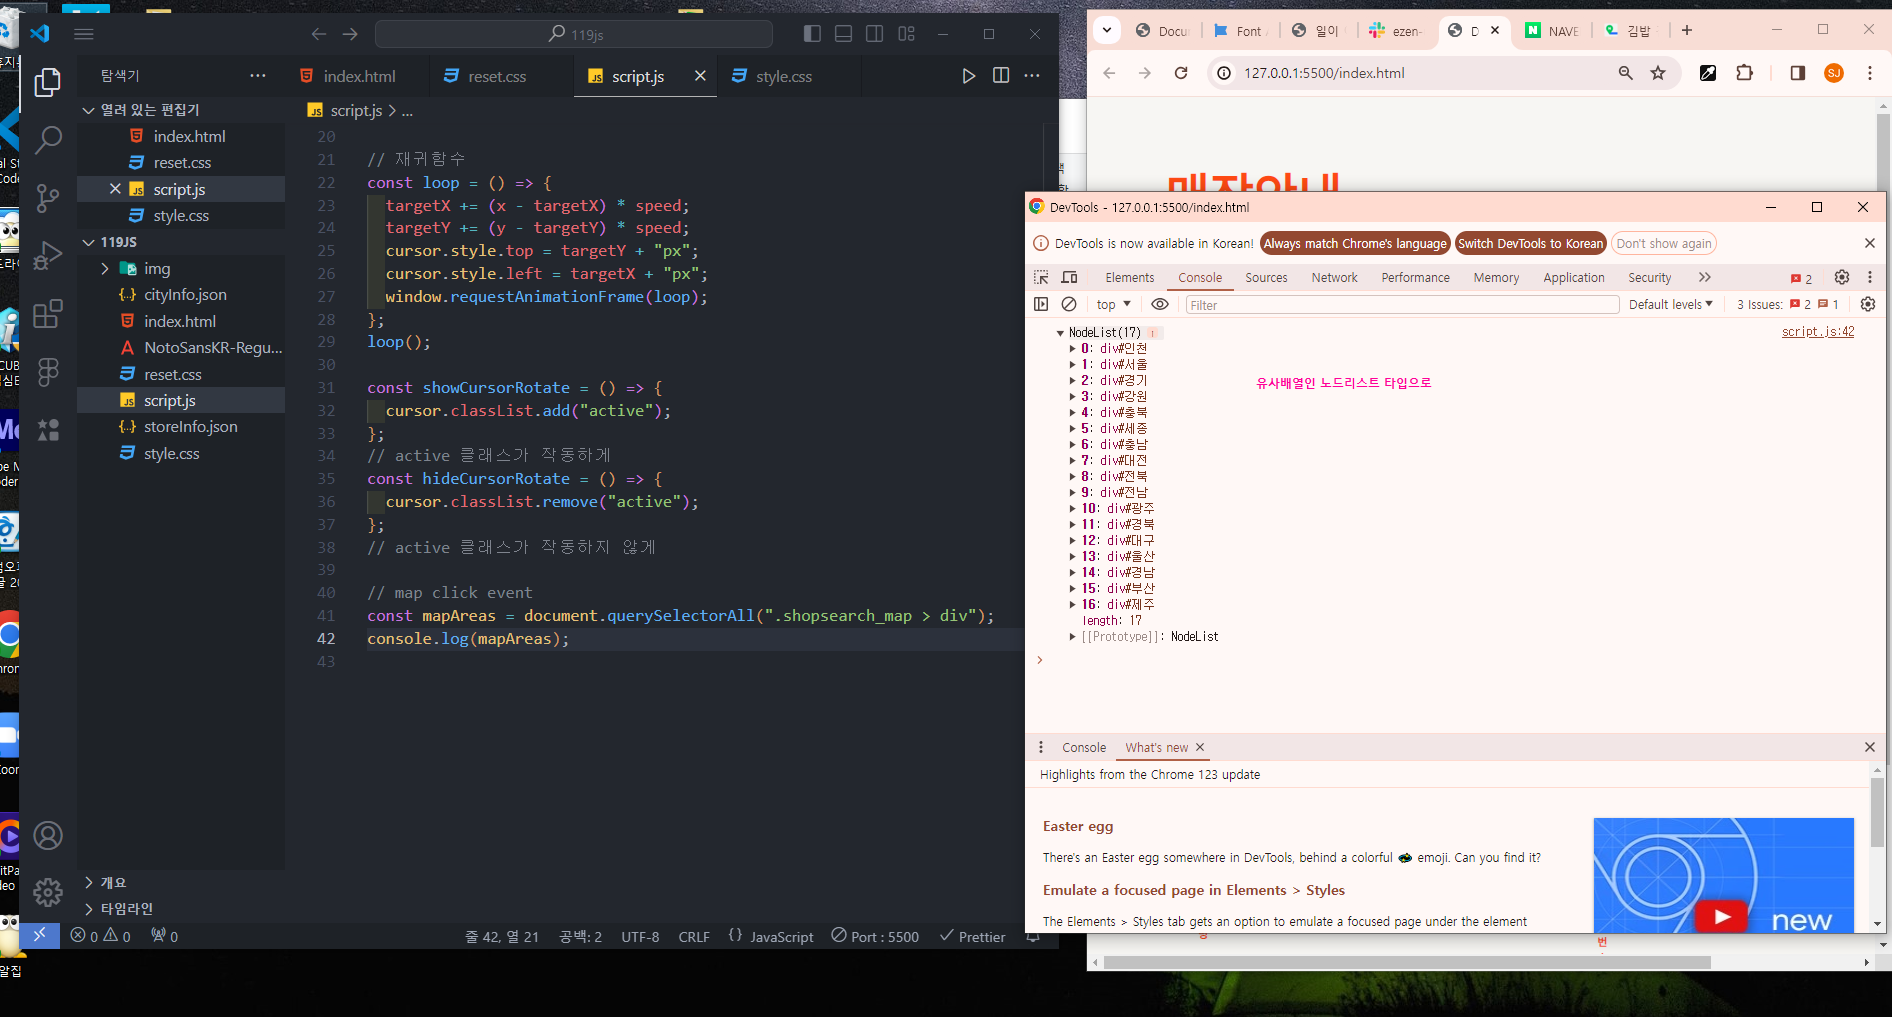 119js
탐색기
index.html
reset.css
script.js
style.css
script.js > ...
열려 있는 편집기
index.html
reset.css
script.js
style.css
119JS
img
cityInfo.json
index.html
NotoSansKR-Regu...
reset.css
script.js
storeInfo.json
style.css
개요
타임라인
20
21 // 재귀함수
22 const loop = () => {
23 targetX += (x - targetX) * speed;
24 targetY += (y - targetY) * speed;
25 cursor.style.top = targetY + "px";
26 cursor.style.left = targetX + "px";
27 window.requestAnimationFrame(loop);
28 };
29 loop();
30
31 const showCursorRotate = () => {
32 cursor.classList.add("active");
33 };
34 // active 클래스가 작동하게
35 const hideCursorRotate = () => {
36 cursor.classList.remove("active");
37 };
38 // active 클래스가 작동하지 않게
39
40 // map click event
41 const mapAreas = document.querySelectorAll(".shopsearch_map > div");
42 console.log(mapAreas);
43
0 0 0
줄 42, 열 21 공백: 2 UTF-8 CRLF {} JavaScript Port : 5500 Prettier
Docu Font 일이 ezen- D NAVE 김밥
127.0.0.1:5500/index.html
SJ
매장안내
DevTools - 127.0.0.1:5500/index.html
DevTools is now available in Korean! Always match Chrome's language Switch DevTools to Korean Don't show again
Elements Console Sources Network Performance Memory Application Security 2
top Filter Default levels 3 Issues: 2 1
NodeList(17) script.js:42
0: div#인천
1: div#서울
2: div#경기
유사배열인 노드리스트 타입으로
3: div#강원
4: div#충북
5: div#세종
6: div#충남
7: div#대전
8: div#전북
9: div#전남
10: div#광주
11: div#경북
12: div#대구
13: div#울산
14: div#경남
15: div#부산
16: div#제주
length: 17
[[Prototype]]: NodeList
Console What's new
Highlights from the Chrome 123 update
Easter egg
There's an Easter egg somewhere in DevTools, behind a colorful emoji. Can you find it?
Emulate a focused page in Elements > Styles
The Elements > Styles tab gets an option to emulate a focused page under the element
new
번
알집